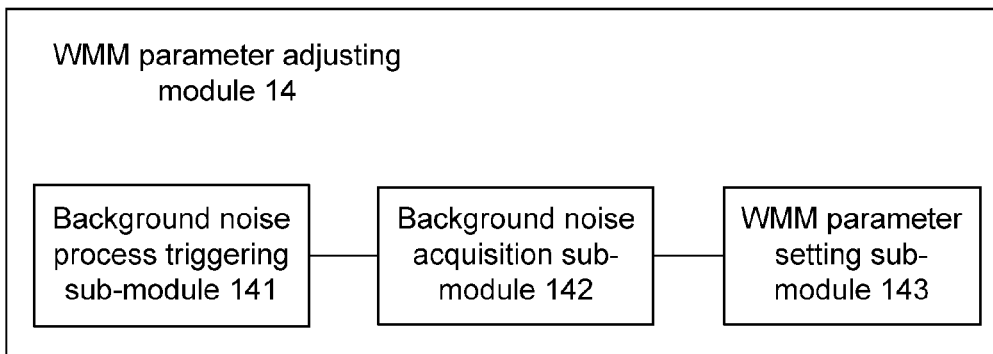 WMM parameter adjusting
module 14
Background noise
process triggering
sub-module 141
Background noise
acquisition sub-
module 142
WMM parameter
setting sub-
module 143